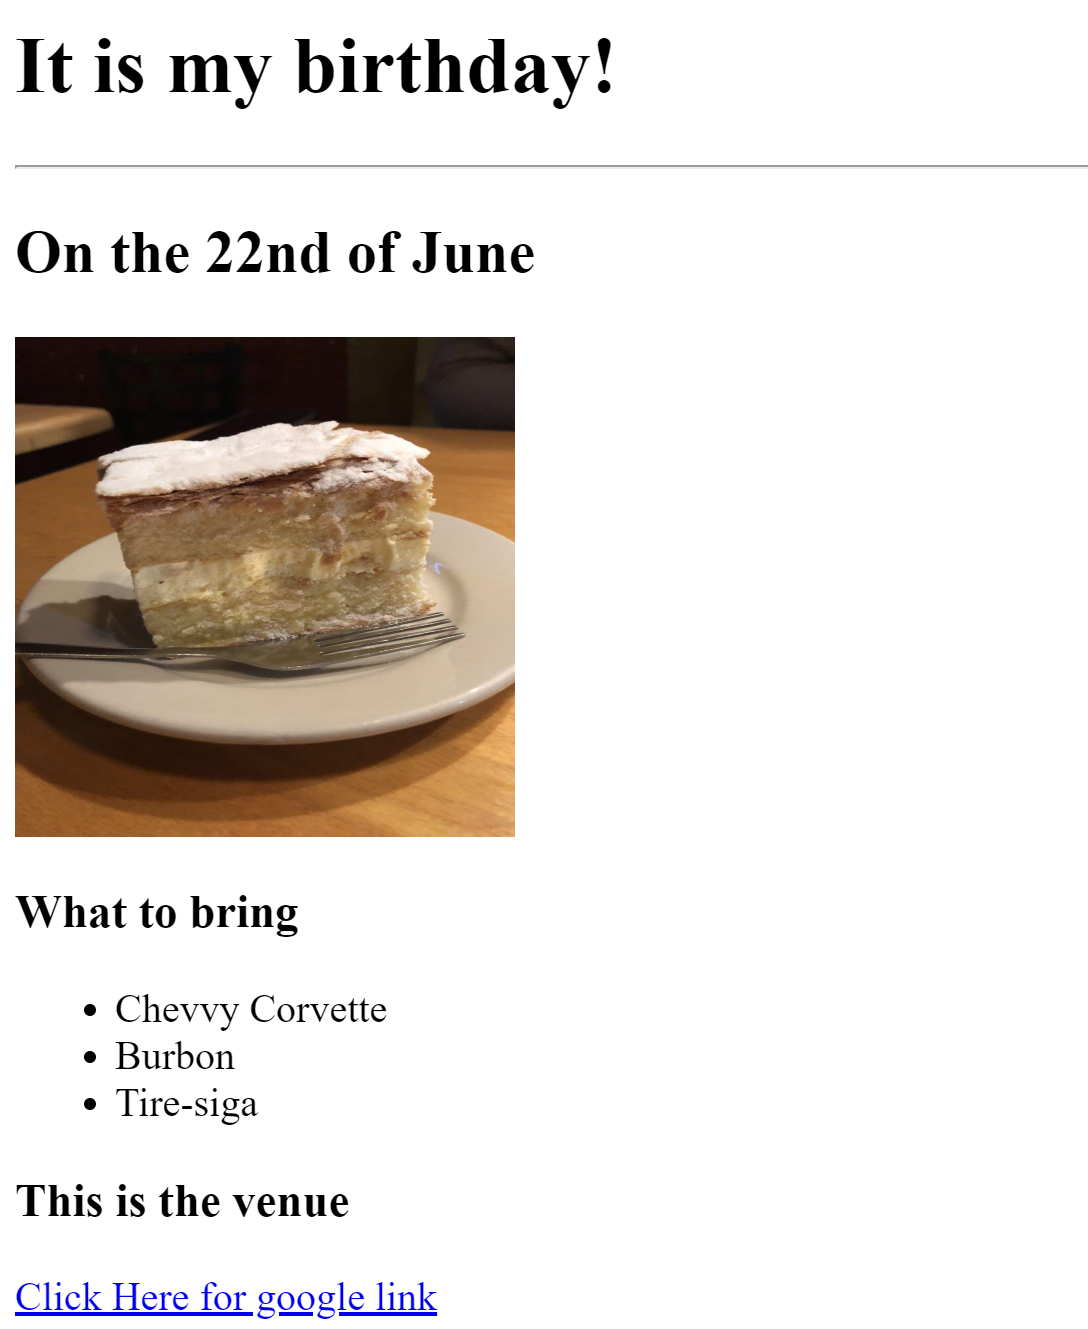 It is my birthday!
On the 22nd of June
What to bring
Chevvy Corvette
Burbon
Tire-siga
This is the venue
Click Here for google link